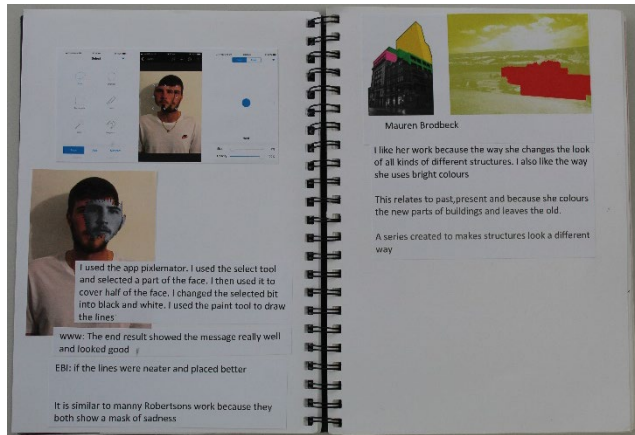 Select
I used the app pixlemator. I used the select tool
and selected a part of the face. I then used it to
cover half of the face. I changed the selected bit
into black and white. I used the paint tool to draw
the lines
www: The end result showed the message really well
and looked good
EBI: if the lines were neater and placed better
It is similar to manny Robertsons work because they
both show a mask of sadness
Mauren Brodbeck
I like her work because the way she changes the look
of all kinds of different structures. I also like the way
she uses bright colours
This relates to past,present and because she colours
the new parts of buildings and leaves the old.
A series created to makes structures look a different
way